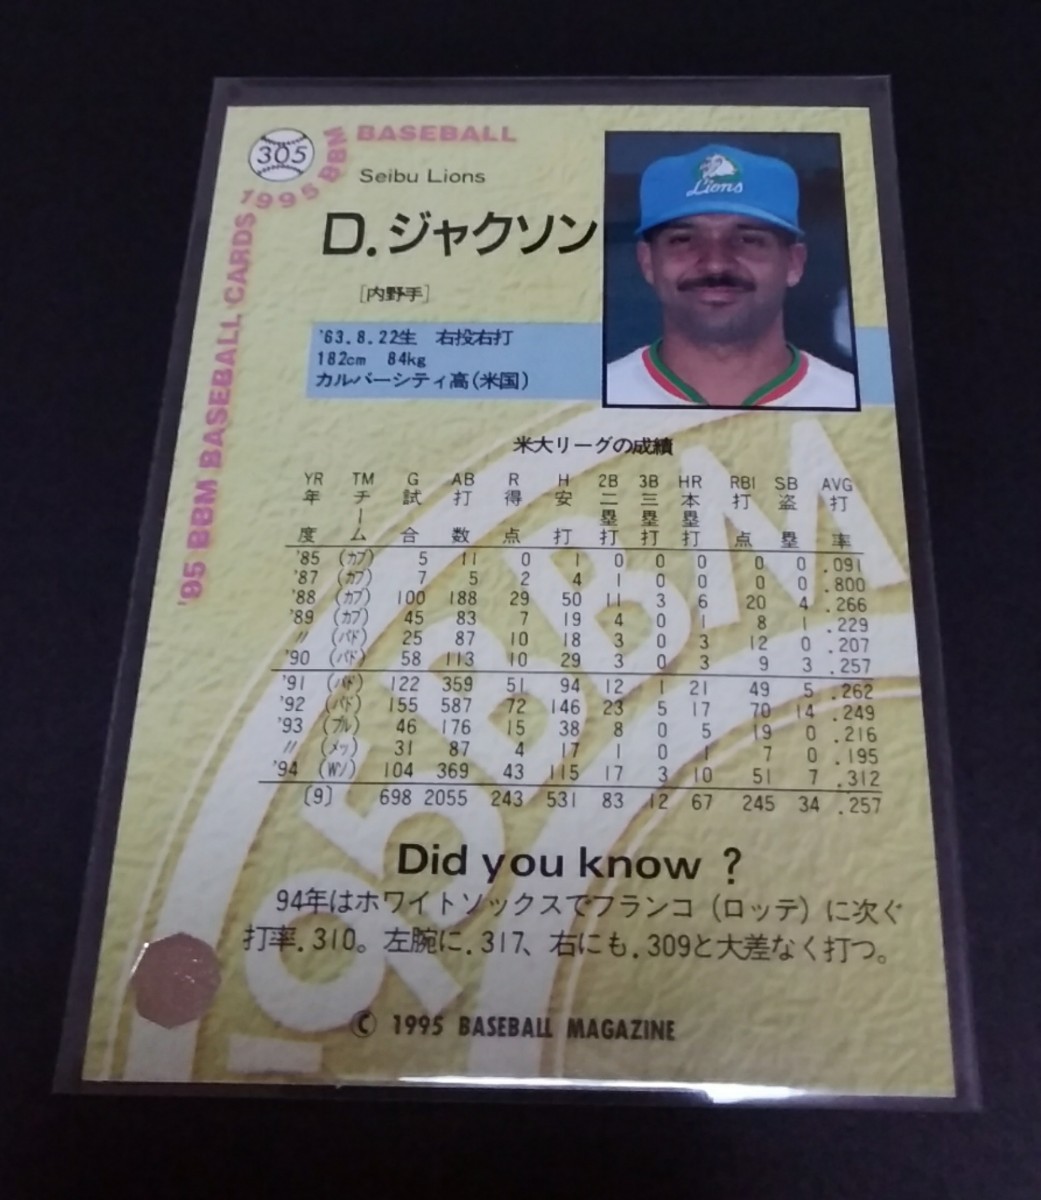 305
1995 BBM BASEBALL
'95 BBM BASEBALL CARDS
Seibu Lions
Lions
D.ジャクソン
[内野手]
'63.8.22生 右投右打
182cm 84kg
カルバーシティ高(米国)
米大リーグの成績
YR TM G AB R H 2B 3B HR RBI SB AVG
年度 チーム 試合 打数 得点 安打 二塁打 三塁打 本塁打 打点 盗塁 打率
'85 (カブ) 5 11 0 1 0 0 0 0 0 .091
'87 (カブ) 7 5 2 4 1 0 0 0 0 .800
'88 (カブ) 100 188 29 50 11 3 6 20 4 .266
'89 (カブ) 45 83 7 19 4 0 1 8 1 .229
〃 (パド) 25 87 10 18 3 0 3 12 0 .207
'90 (パド) 58 113 10 29 3 0 3 9 3 .257
'91 (パド) 122 359 51 94 12 1 21 49 5 .262
'92 (パド) 155 587 72 146 23 5 17 70 14 .249
'93 (ブル) 46 176 15 38 8 0 5 19 0 .216
〃 (メッ) 31 87 4 17 1 0 1 7 0 .195
'94 (Wソ) 104 369 43 115 17 3 10 51 7 .312
〔9〕 698 2055 243 531 83 12 67 245 34 .257
'95 BBM
Did you know ?
94年はホワイトソックスでフランコ(ロッテ)に次ぐ
打率.310。左腕に.317、右にも.309と大差なく打つ。
© 1995 BASEBALL MAGAZINE